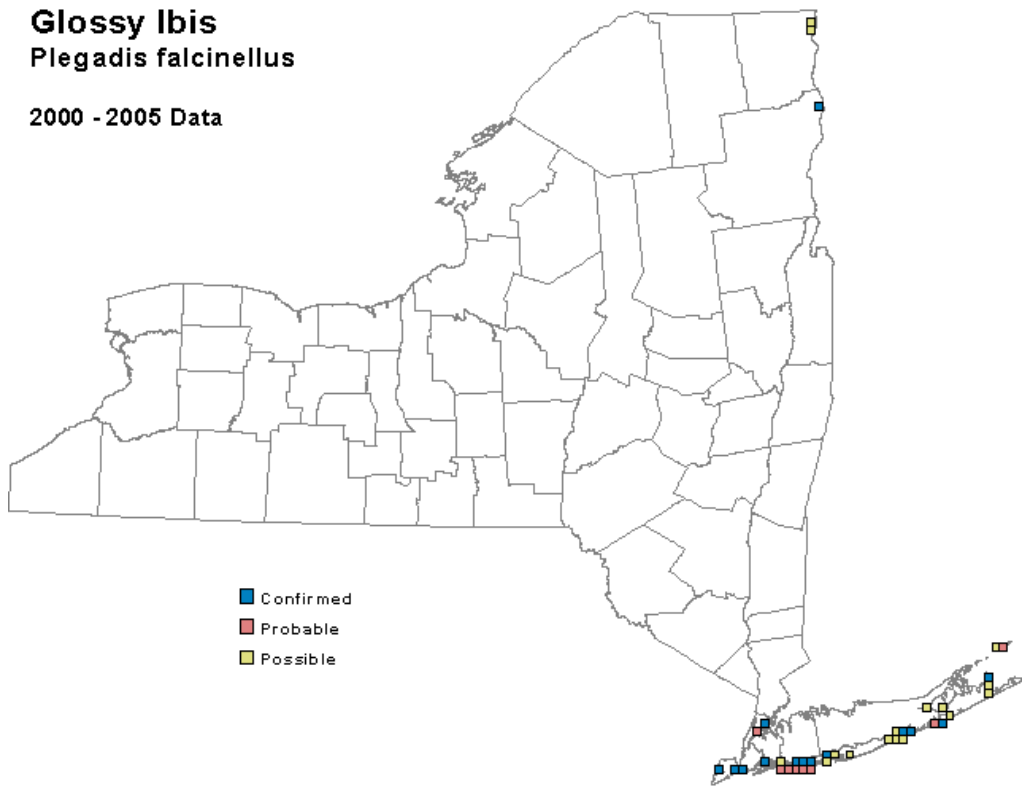 Glossy Ibis
Plegadis falcinellus
2000 - 2005 Data
Confirmed
Probable
Possible